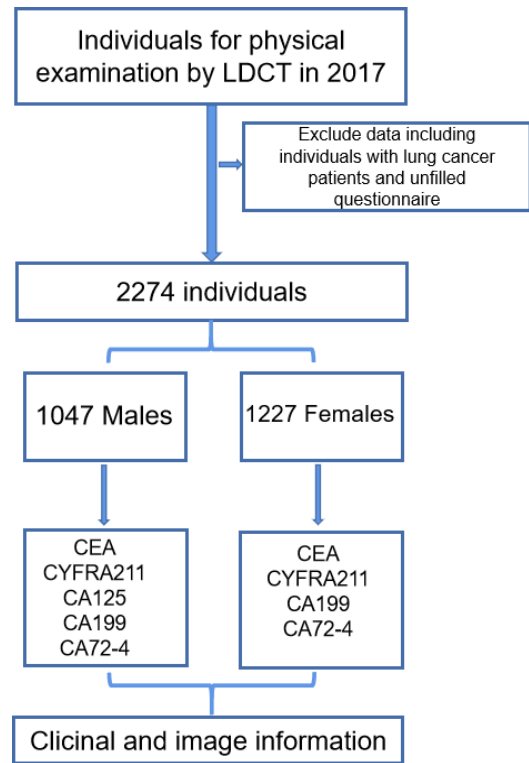 Individuals for physical
examination by LDCT in 2017
Exclude data including
individuals with lung cancer
patients and unfilled
questionnaire
2274 individuals
1047 Males
1227 Females
CEA
CYFRA211
CA125
CA199
CA72-4
CEA
CYFRA211
CA199
CA72-4
Clicinal and image information